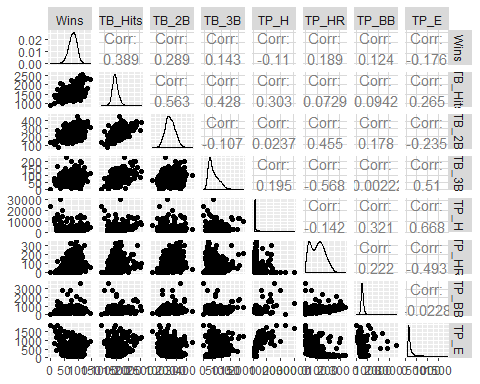 Wins TB_Hits TB_2B TB_3B TP_H TP_HR TP_BB TP_E
0.02 Corr: Corr: Corr: Corr: Corr: Corr: Corr: Wins
0.01
0.00 0.389 0.289 0.143 -0.11 0.189 0.124 -0.176
2500 Corr: Corr: Corr: Corr: Corr: Corr:
2000
1500
1000 0.563 0.428 0.303 0.0729 0.0942 0.265
400 Corr: Corr: Corr: Corr: Corr: TB_2B
300
200
100 -0.107 0.0237 0.455 0.178 -0.235
200 Corr: Corr: Corr: Corr: TB_3B
150
100
50
0 0.195 -0.568 0.51
30000 Corr: Corr: Corr: TP_H
20000
10000
0 -0.142 0.321 0.668
300 Corr: Corr: TP_HR
200
100
0 0.222 -0.493
3000 Corr: TP_BB
2000
1000
0
1500 TP_E
1000
500
0